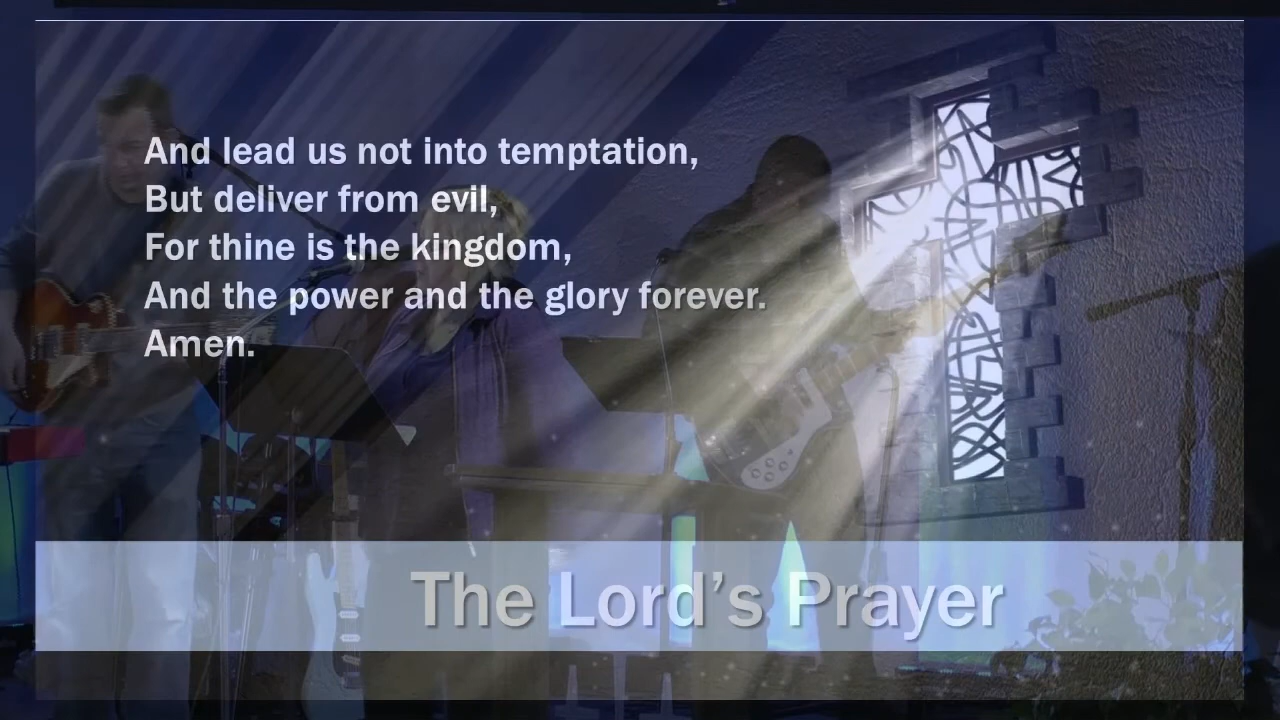 And lead us not into temptation,
But deliver from evil,
For thine is the kingdom,
And the power and the glory forever.
Amen.
The Lord's Prayer